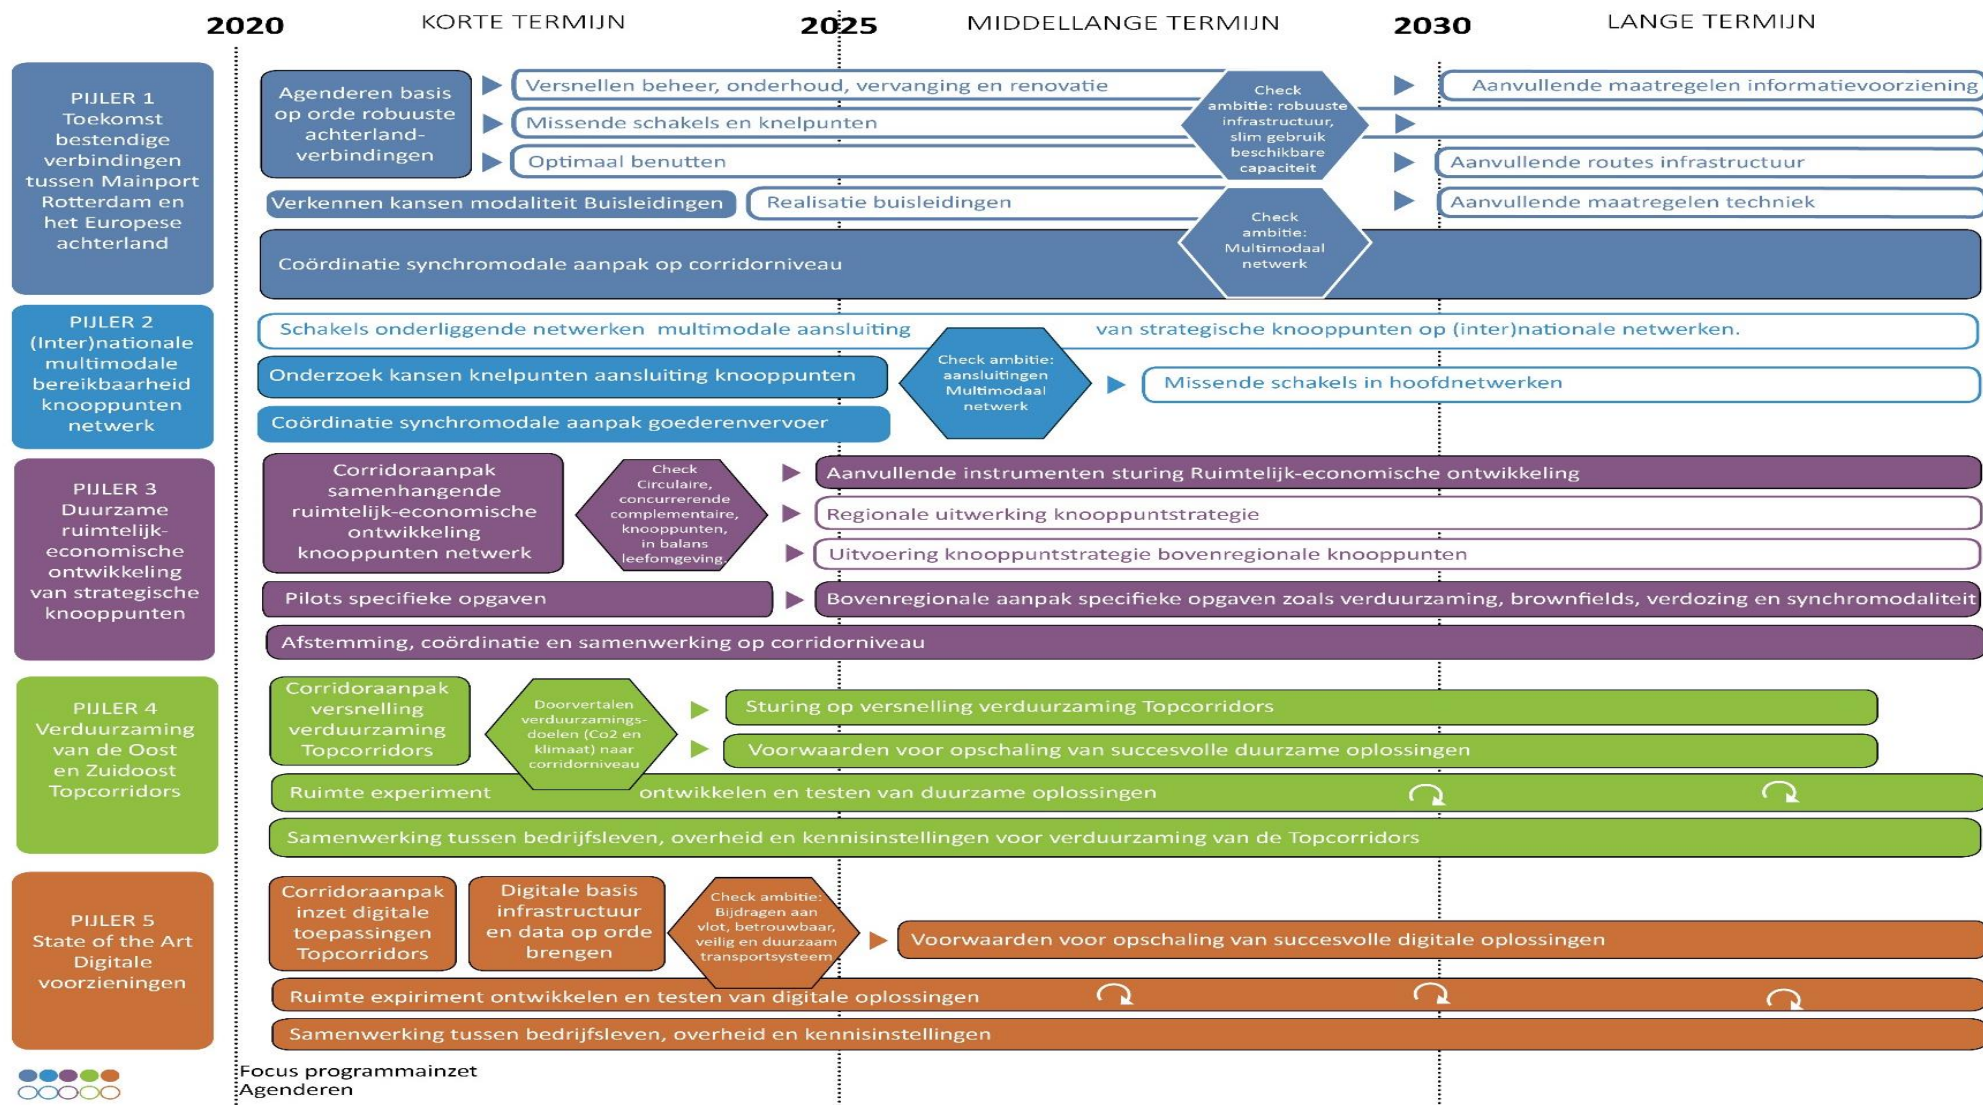 2020
KORTE TERMIJN
2025
MIDDELLANGE TERMIJN
2030
LANGE TERMIJN
PIJLER 1
Toekomst
bestendige
verbindingen
tussen Mainport
Rotterdam en
het Europese
achterland
Agenderen basis
op orde robuuste
achterland-
verbindingen
Versnellen beheer, onderhoud, vervanging en renovatie
Missende schakels en knelpunten
Optimaal benutten
Check
ambitie: robuuste
infrastructuur,
slim gebruik
beschikbare
capaciteit
Aanvullende maatregelen informatievoorziening
Aanvullende routes infrastructuur
Verkennen kansen modaliteit Buisleidingen
Realisatie buisleidingen
Check
ambitie:
Multimodaal
netwerk
Aanvullende maatregelen techniek
Coördinatie synchromodale aanpak op corridorniveau
PIJLER 2
(Inter)nationale
multimodale
bereikbaarheid
knooppunten
netwerk
Schakels onderliggende netwerken multimodale aansluiting van strategische knooppunten op (inter)nationale netwerken.
Onderzoek kansen knelpunten aansluiting knooppunten
Coördinatie synchromodale aanpak goederenvervoer
Check ambitie:
aansluitingen
Multimodaal
netwerk
Missende schakels in hoofdnetwerken
PIJLER 3
Duurzame
ruimtelijk-
economische
ontwikkeling
van strategische
knooppunten
Corridoraanpak
samenhangende
ruimtelijk-economische
ontwikkeling
knooppunten netwerk
Check
Circulaire,
concurrerende
complementaire,
knooppunten,
in balans
leefomgeving.
Aanvullende instrumenten sturing Ruimtelijk-economische ontwikkeling
Regionale uitwerking knooppuntstrategie
Uitvoering knooppuntstrategie bovenregionale knooppunten
Pilots specifieke opgaven
Bovenregionale aanpak specifieke opgaven zoals verduurzaming, brownfields, verdozing en synchromodaliteit
Afstemming, coördinatie en samenwerking op corridorniveau
PIJLER 4
Verduurzaming
van de Oost
en Zuidoost
Topcorridors
Corridoraanpak
versnelling
verduurzaming
Topcorridors
Doorvertalen
verduurzamings-
doelen (Co2 en
klimaat) naar
corridorniveau
Sturing op versnelling verduurzaming Topcorridors
Voorwaarden voor opschaling van succesvolle duurzame oplossingen
Ruimte experiment ontwikkelen en testen van duurzame oplossingen
Samenwerking tussen bedrijfsleven, overheid en kennisinstellingen voor verduurzaming van de Topcorridors
PIJLER 5
State of the Art
Digitale
voorzieningen
Corridoraanpak
inzet digitale
toepassingen
Topcorridors
Digitale basis
infrastructuur
en data op orde
brengen
Check ambitie:
Bijdragen aan
vlot, betrouwbaar,
veilig en duurzaam
transportsysteem
Voorwaarden voor opschaling van succesvolle digitale oplossingen
Ruimte expiriment ontwikkelen en testen van digitale oplossingen
Samenwerking tussen bedrijfsleven, overheid en kennisinstellingen
Focus programmainzet
Agenderen